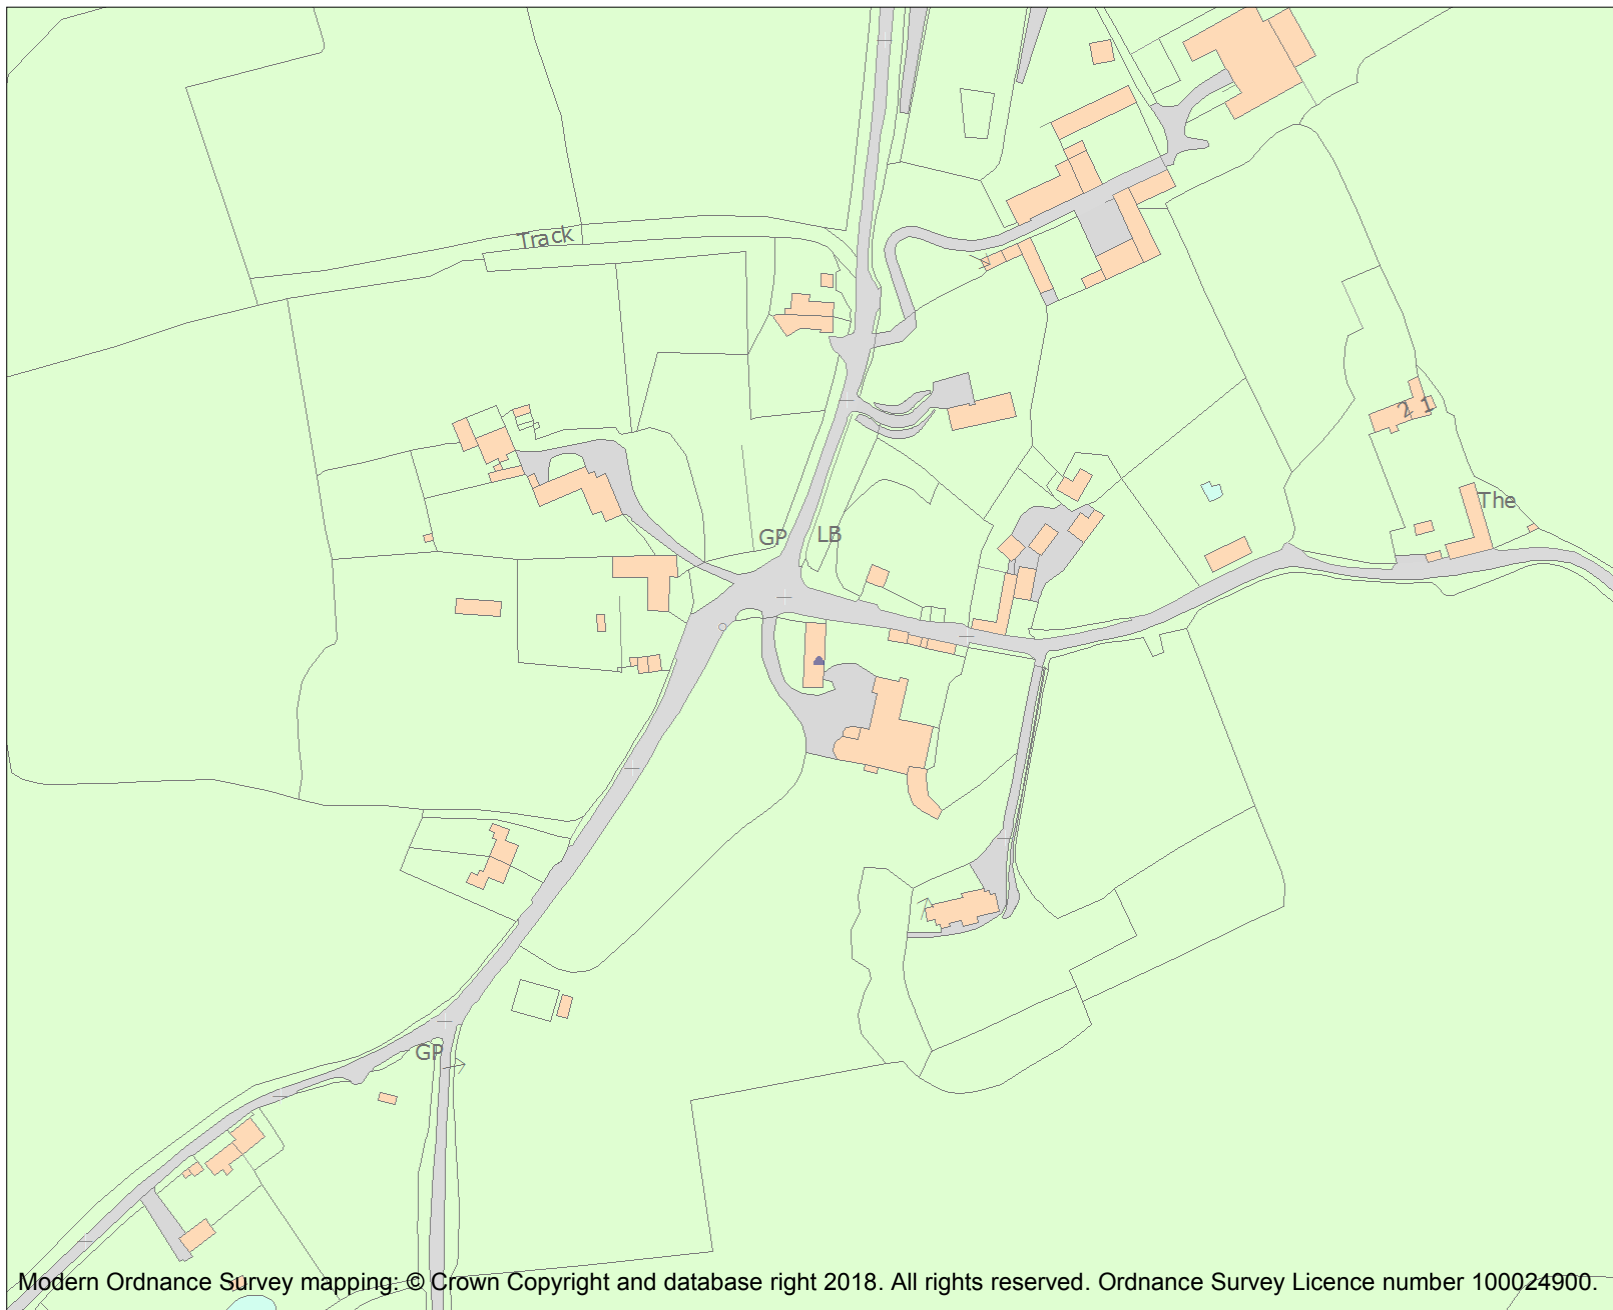 Track
2 1
The
GP
LB
GP
Modern Ordnance Survey mapping: © Crown Copyright and database right 2018. All rights reserved. Ordnance Survey Licence number 100024900.